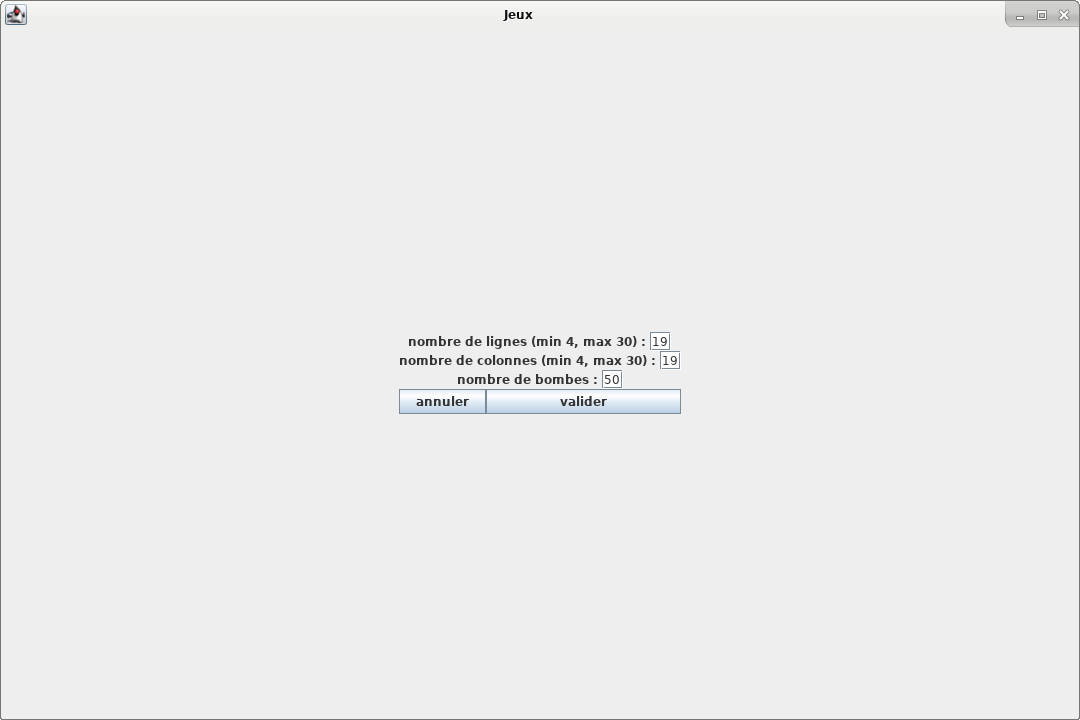 Jeux
nombre de lignes (min 4, max 30) : 19
nombre de colonnes (min 4, max 30) : 19
nombre de bombes : 50
annuler valider